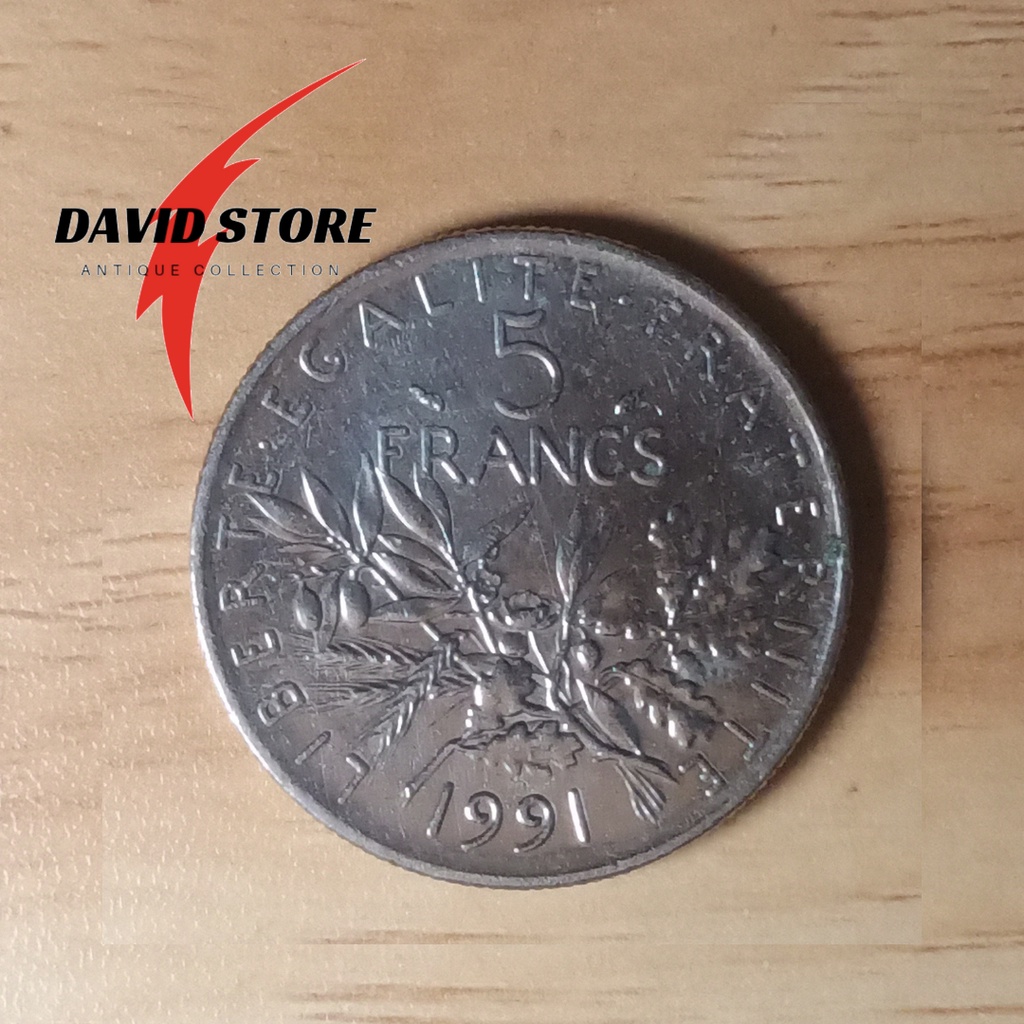 DAVID STORE
ANTIQUE COLLECTION
LIBERTE·EGALITE·FRATERNITE
5
FRANCS
1991